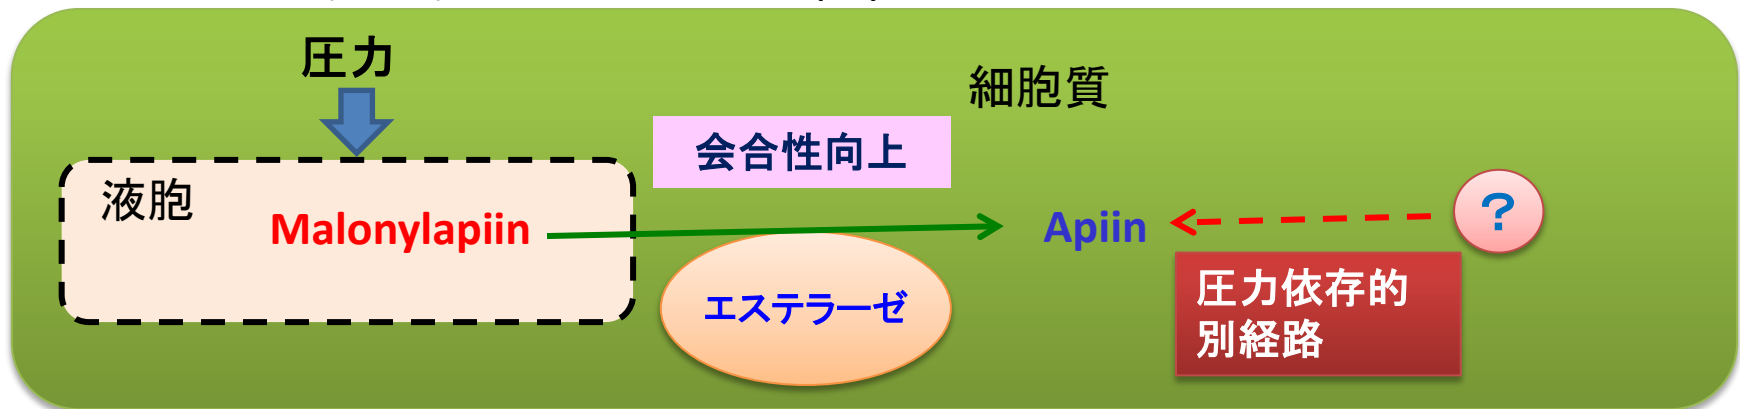 圧力
細胞質
会合性向上
液胞
Malonylapiin
Apiin
?
エステラーゼ
圧力依存的
別経路